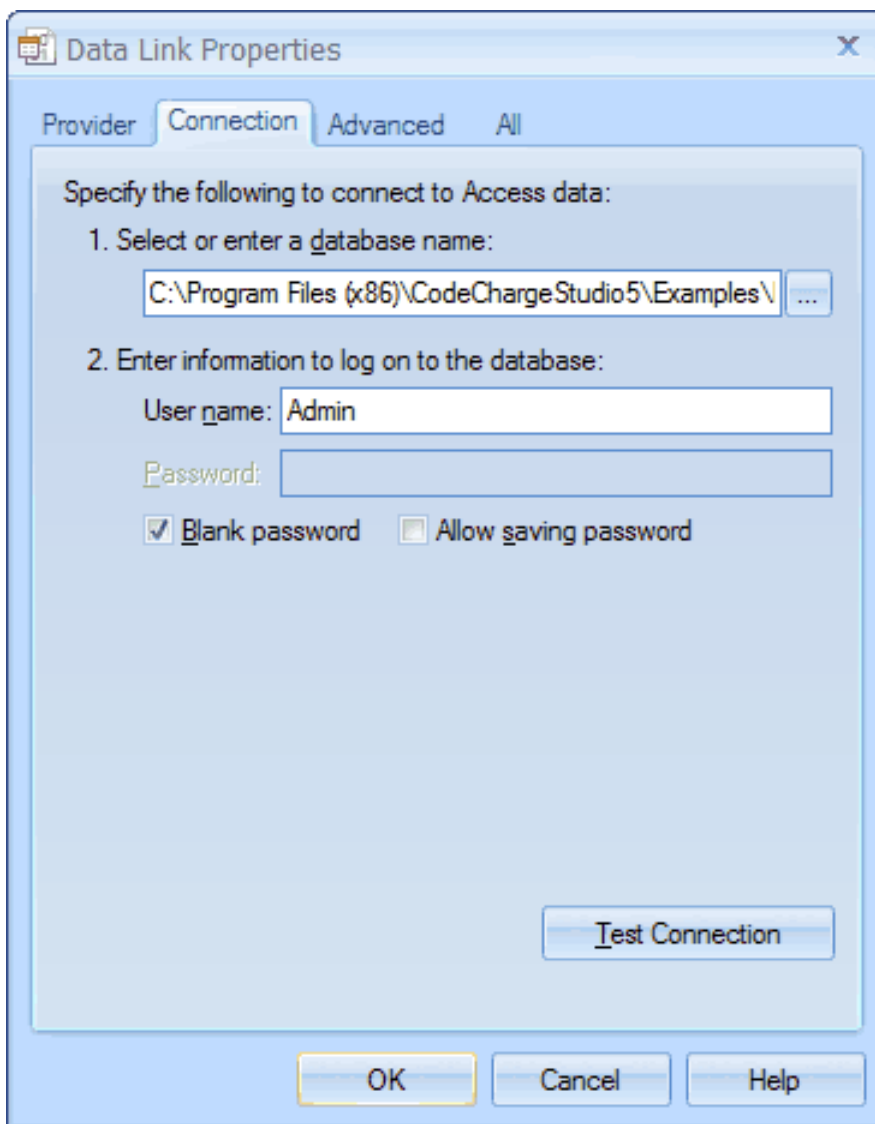 Data Link Properties
Provider Connection Advanced All
Specify the following to connect to Access data:
1. Select or enter a database name:
C:\Program Files (x86)\CodeChargeStudio5\Examples\ ...
2. Enter information to log on to the database:
User name: Admin
Password:
Blank password Allow saving password
Test Connection
OK Cancel Help